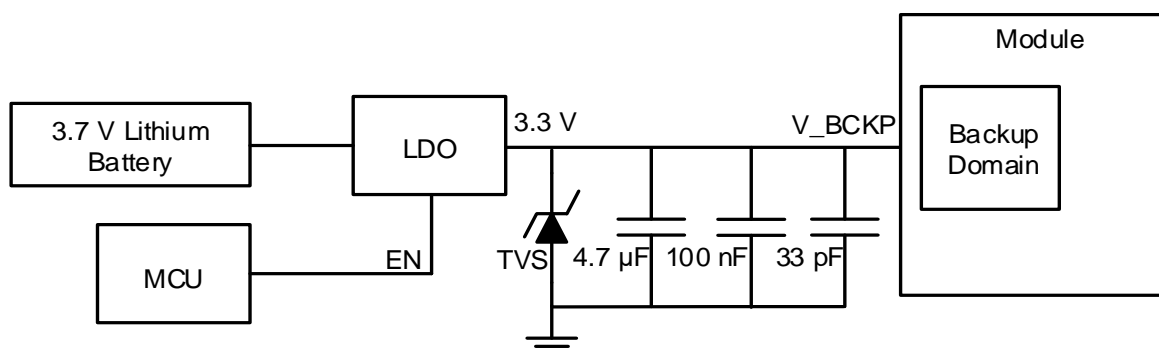 Module
3.7 V Lithium
Battery
LDO
3.3 V
V_BCKP
Backup
Domain
MCU
EN
TVS
4.7 µF
100 nF
33 pF